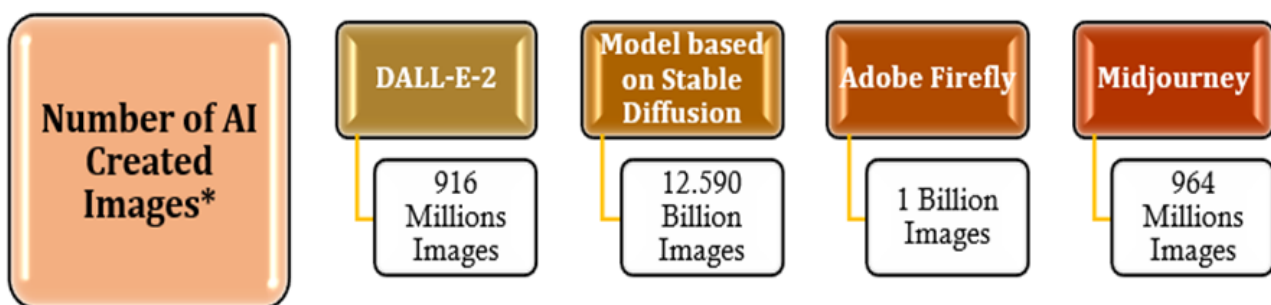 Number of AI
Created
Images*
DALL-E-2
916
Millions
Images
Model based
on Stable
Diffusion
12.590
Billion
Images
Adobe Firefly
1 Billion
Images
Midjourney
964
Millions
Images